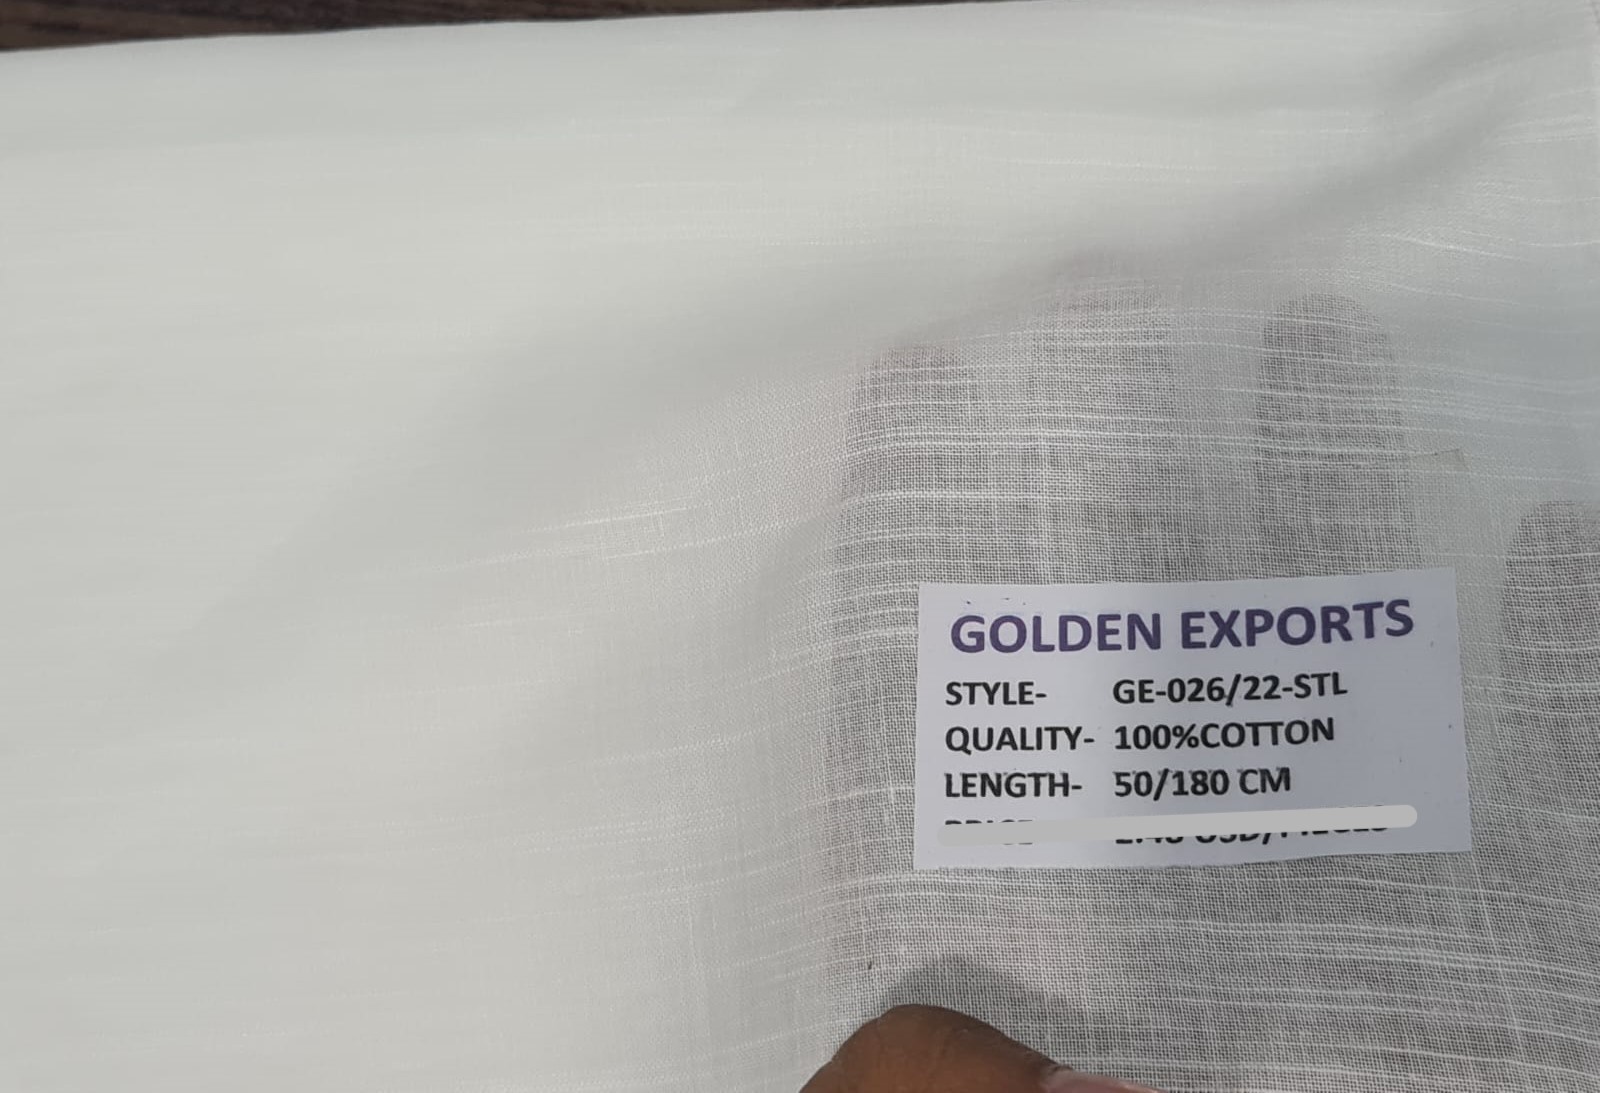 GOLDEN EXPORTS
STYLE- GE-026/22-STL
QUALITY- 100%COTTON
LENGTH- 50/180 CM